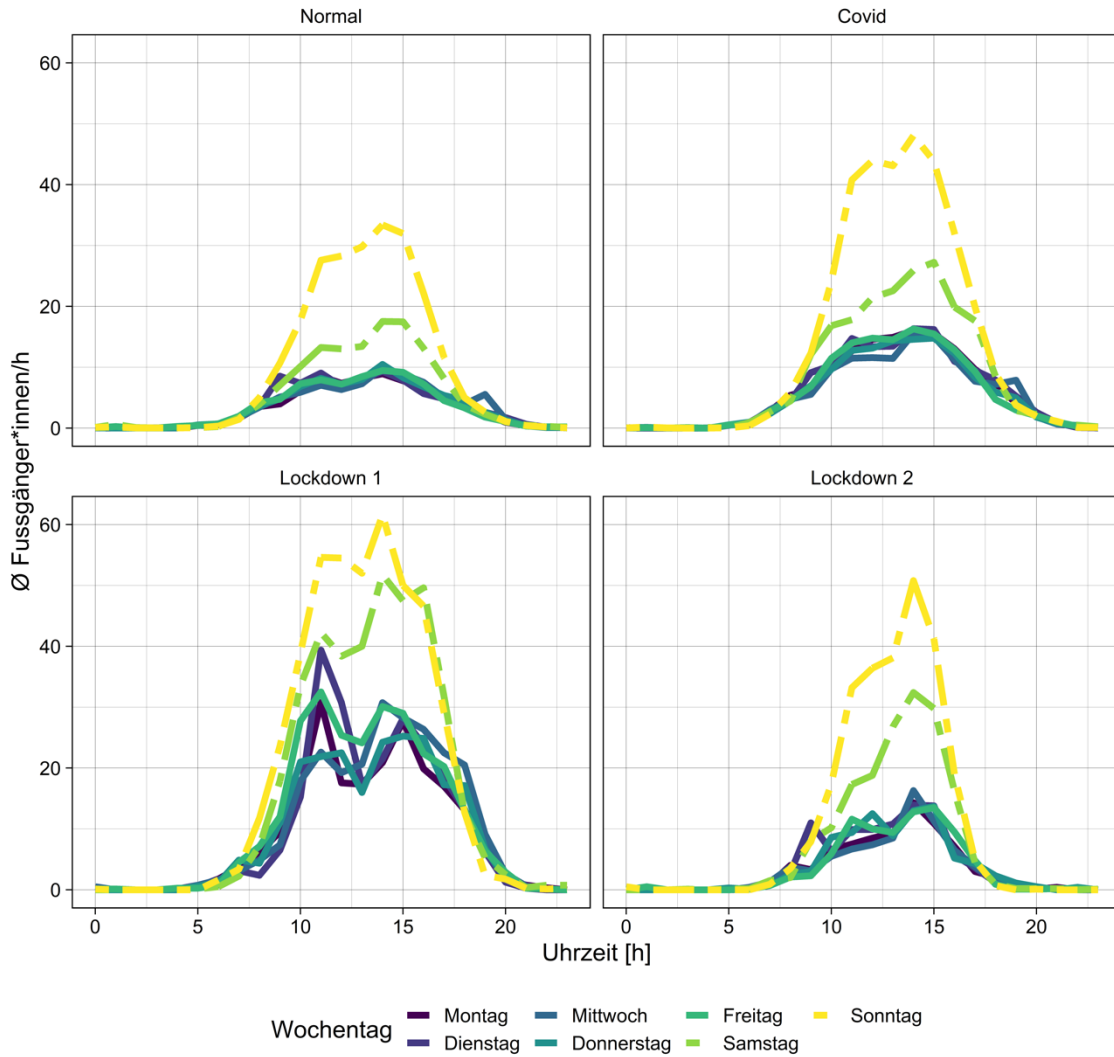 Normal
Covid
60
40
20
0
Lockdown 1
Lockdown 2
60
40
20
0
Ø Fussgänger*innen/h
0 5 10 15 20 0 5 10 15 20
Uhrzeit [h]
Wochentag
Montag Mittwoch Freitag Sonntag
Dienstag Donnerstag Samstag